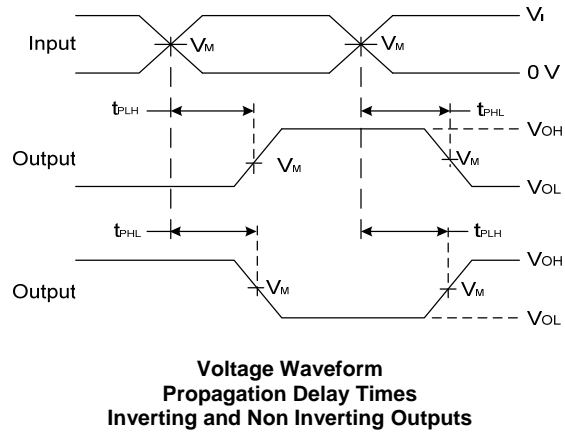 Input
VM
VM
VI
0 V
tPLH
tPHL
Output
VM
VM
VOH
VOL
tPHL
tPLH
Output
VM
VM
VOH
VOL
Voltage Waveform
Propagation Delay Times
Inverting and Non Inverting Outputs